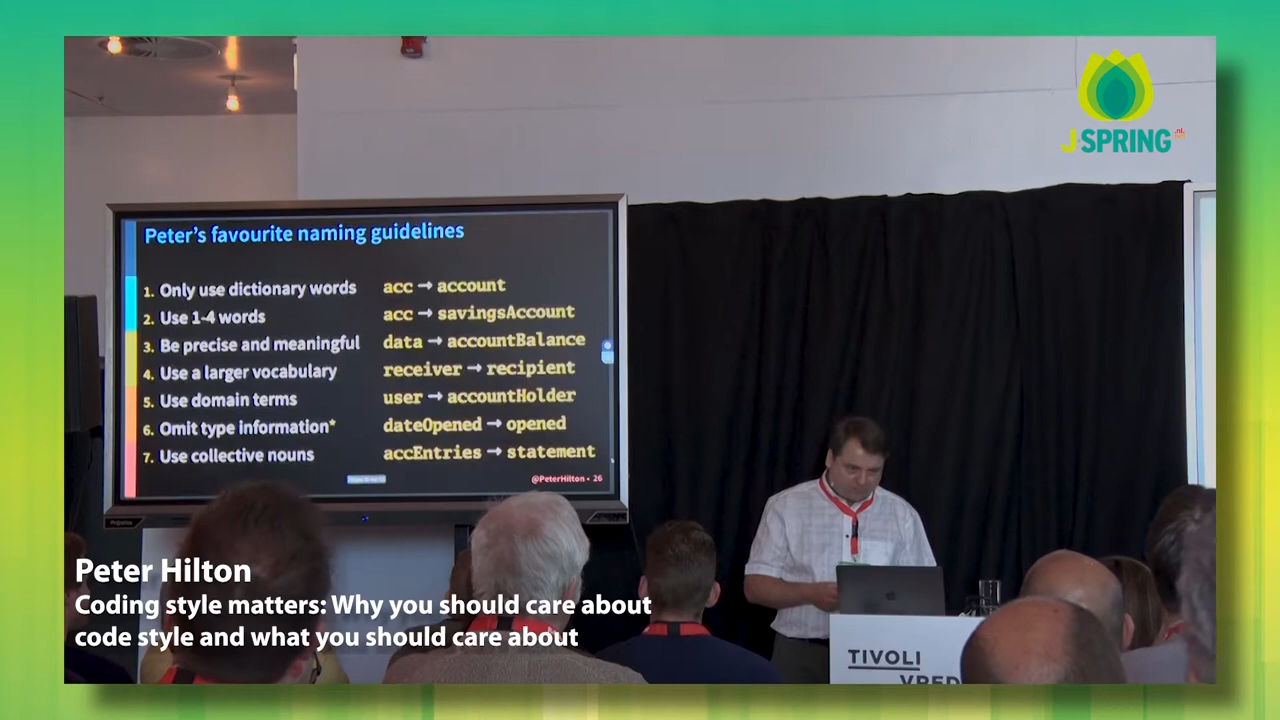 J-SPRING.nl
Peter's favourite naming guidelines
1. Only use dictionary words acc → account
2. Use 1-4 words acc → savingsAccount
3. Be precise and meaningful data → accountBalance
4. Use a larger vocabulary receiver → recipient
5. Use domain terms user → accountHolder
6. Omit type information* dateOpened → opened
7. Use collective nouns accEntries → statement
@PeterHilton • 26
Peter Hilton
Coding style matters: Why you should care about
code style and what you should care about
TIVOLI
VRED